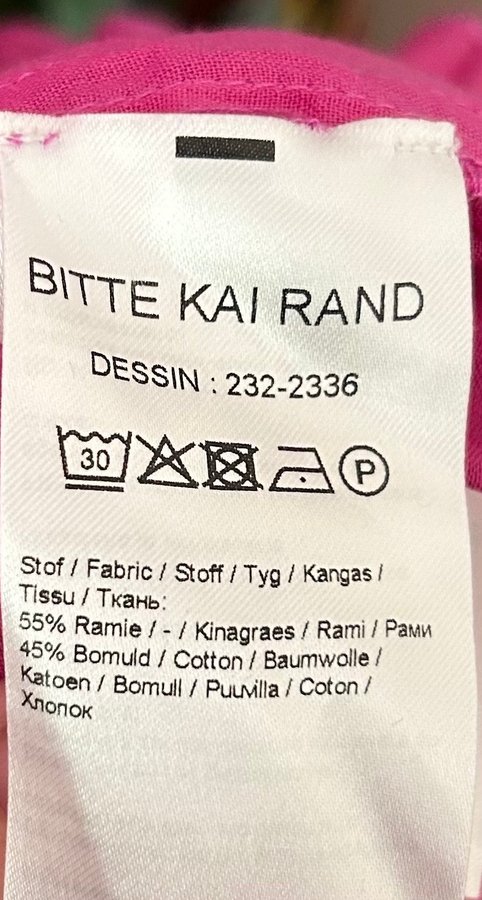 BITTE KAI RAND
DESSIN : 232-2336
30 P
Stof / Fabric / Stoff / Tyg / Kangas /
Tissu / Ткань:
55% Ramie / - / Kinagraes / Rami / Рами
45% Bomuld / Cotton / Baumwolle /
Katoen / Bomull / Puuvilla / Coton /
Хлопок